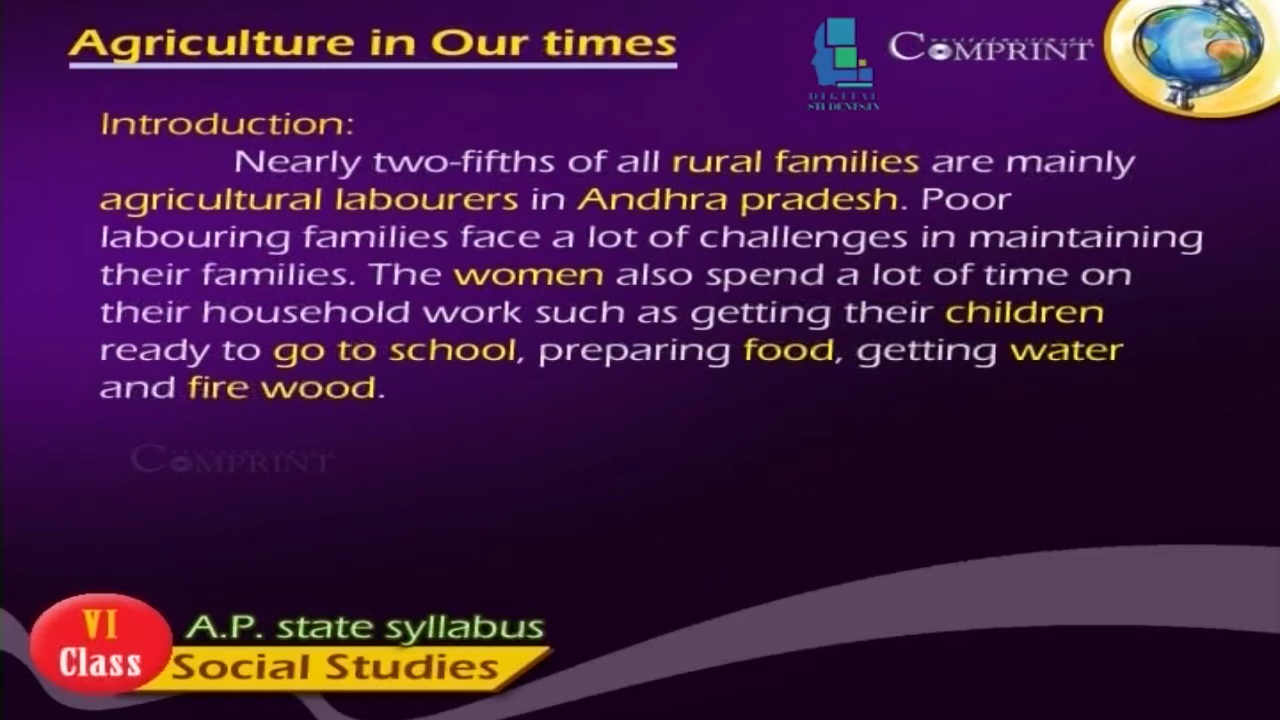 Agriculture in Our times
COMPRINT
DIGITAL
STUDENTS.IN
Introduction:
Nearly two-fifths of all rural families are mainly
agricultural labourers in Andhra pradesh. Poor
labouring families face a lot of challenges in maintaining
their families. The women also spend a lot of time on
their household work such as getting their children
ready to go to school, preparing food, getting water
and fire wood.
COMPRINT
VI
Class
A.P. state syllabus
Social Studies